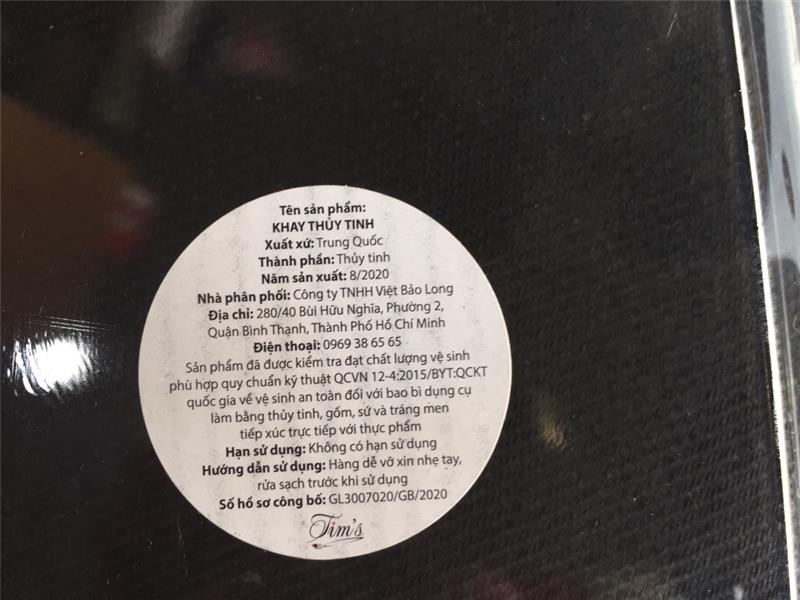 Tên sản phẩm:
KHAY THỦY TINH
Xuất xứ: Trung Quốc
Thành phần: Thủy tinh
Năm sản xuất: 8/2020
Nhà phân phối: Công ty TNHH Việt Bảo Long
Địa chỉ: 280/40 Bùi Hữu Nghĩa, Phường 2,
Quận Bình Thạnh, Thành Phố Hồ Chí Minh
Điện thoại: 0969 38 65 65
Sản phẩm đã được kiểm tra đạt chất lượng vệ sinh
phù hợp quy chuẩn kỹ thuật QCVN 12-4:2015/BYT:QCKT
quốc gia về vệ sinh an toàn đối với bao bì dụng cụ
làm bằng thủy tinh, gốm, sứ và tráng men
tiếp xúc trực tiếp với thực phẩm
Hạn sử dụng: Không có hạn sử dụng
Hướng dẫn sử dụng: Hàng dễ vỡ xin nhẹ tay,
rửa sạch trước khi sử dụng
Số hồ sơ công bố: GL3007020/GB/2020
Tim's